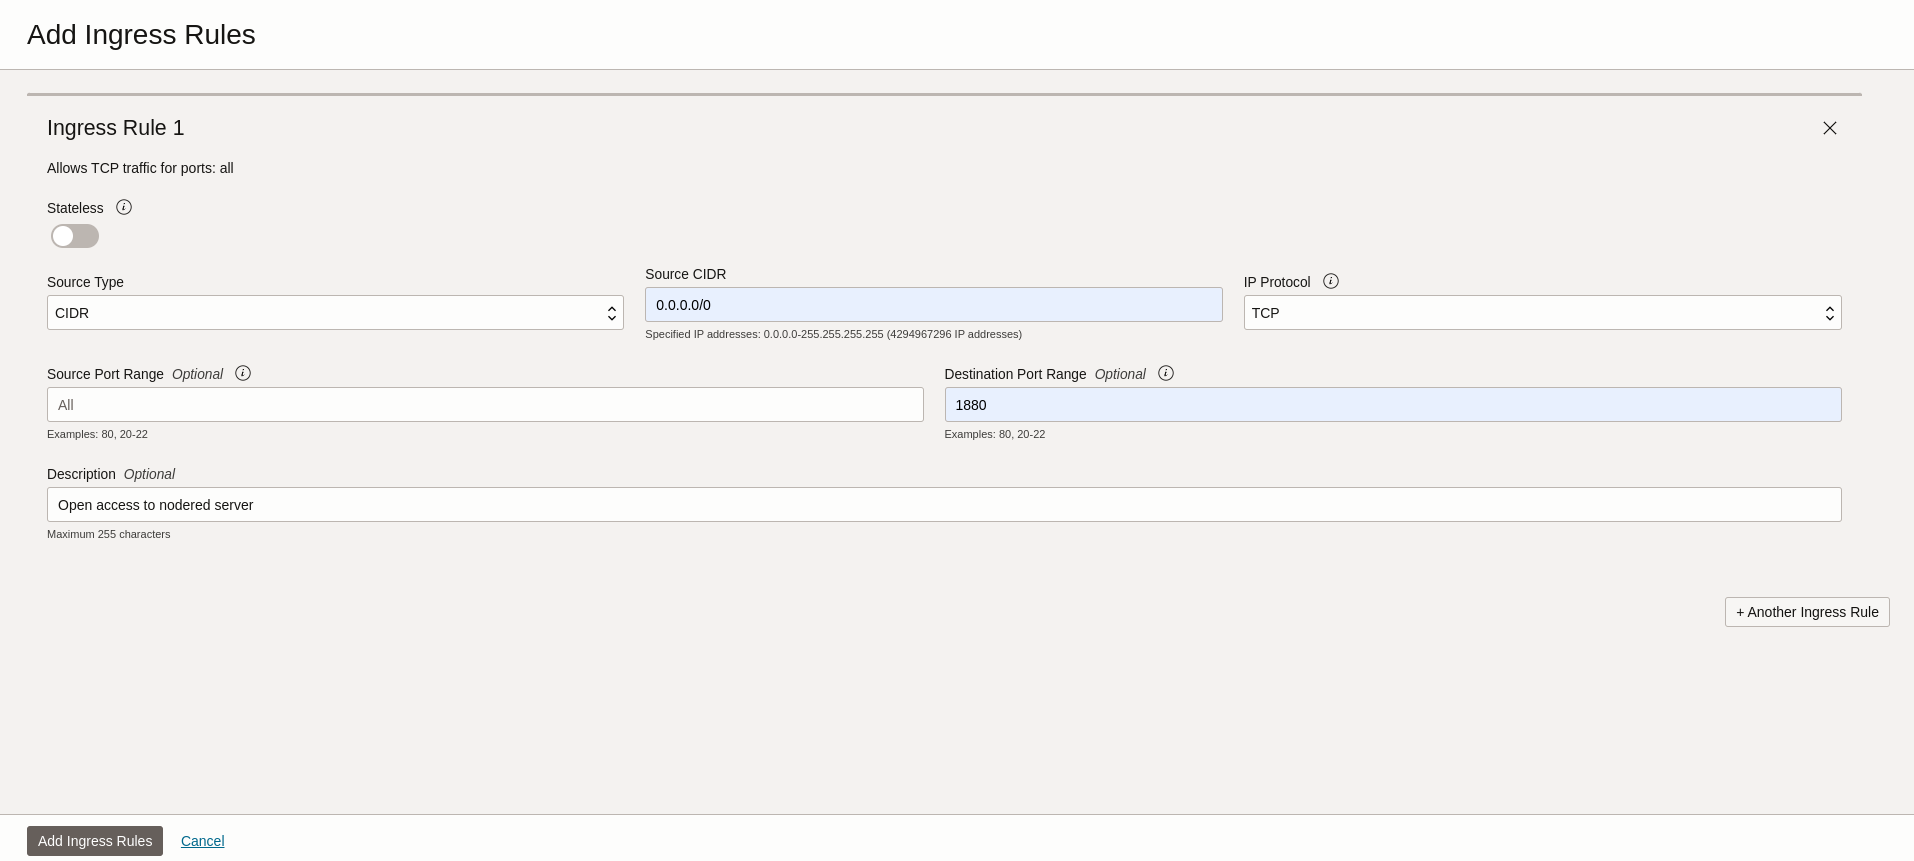 Add Ingress Rules
Ingress Rule 1
Allows TCP traffic for ports: all
Stateless
Source Type
Source CIDR
IP Protocol
CIDR
0.0.0.0/0
TCP
Specified IP addresses: 0.0.0.0-255.255.255.255 (4294967296 IP addresses)
Source Port Range Optional
Destination Port Range Optional
All
1880
Examples: 80, 20-22
Examples: 80, 20-22
Description Optional
Open access to nodered server
Maximum 255 characters
+ Another Ingress Rule
Add Ingress Rules
Cancel